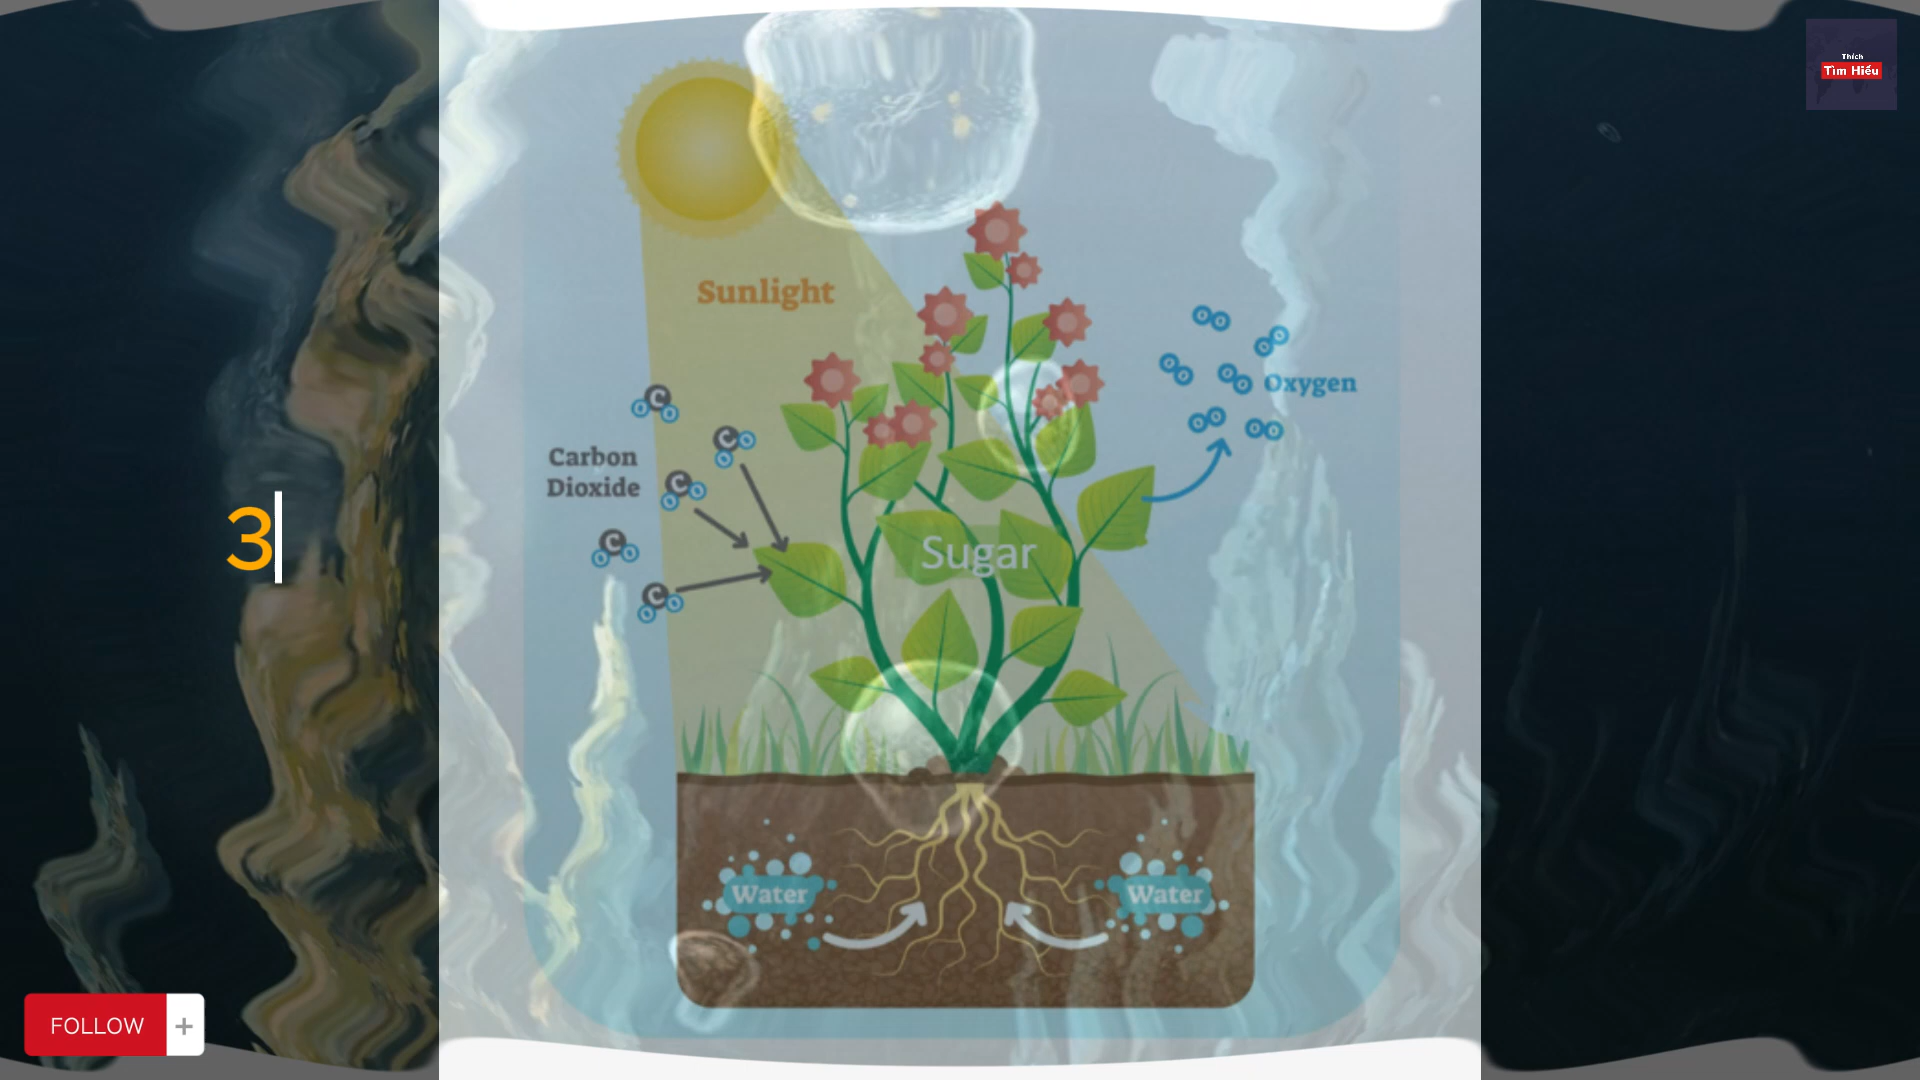 Thích
Tìm Hiểu
Sunlight
Oxygen
Carbon
Dioxide
C
O
O
C
O
O
C
O
O
C
O
O
C
O
O
O
O
O
O
O
O
O
O
O
O
O
O
3
Sugar
Water
Water
FOLLOW +